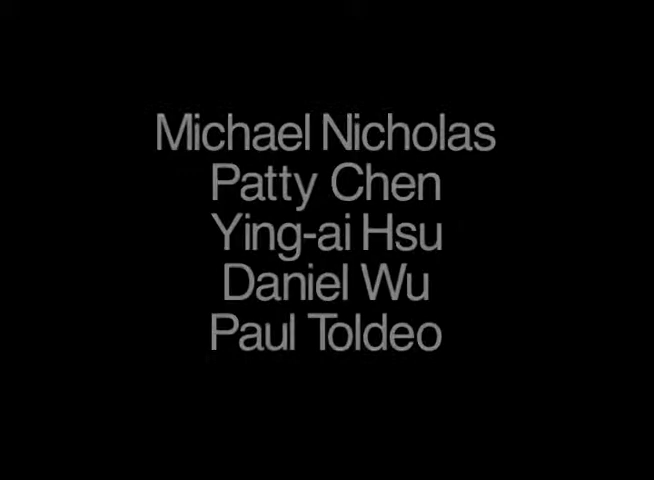 Michael Nicholas
Patty Chen
Ying-ai Hsu
Daniel Wu
Paul Toldeo